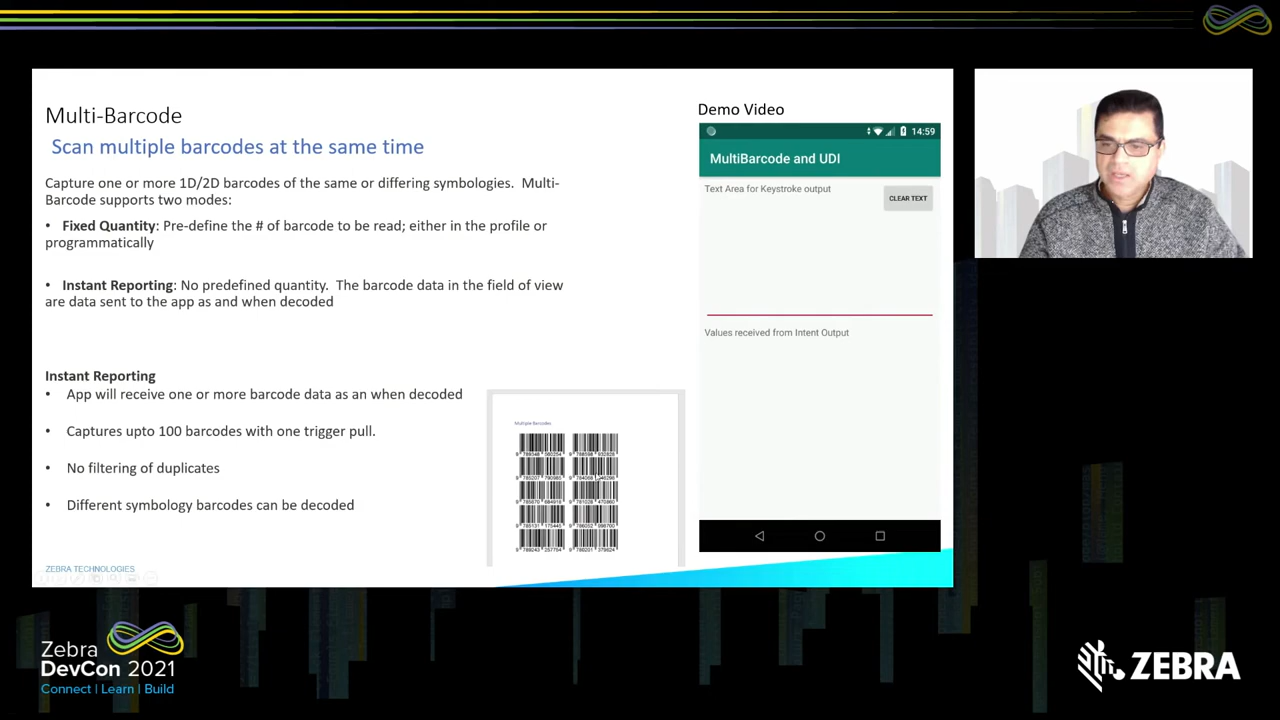 Multi-Barcode
Scan multiple barcodes at the same time
Capture one or more 1D/2D barcodes of the same or differing symbologies.  Multi-
Barcode supports two modes:
• Fixed Quantity: Pre-define the # of barcode to be read; either in the profile or
programmatically
• Instant Reporting: No predefined quantity.  The barcode data in the field of view
are data sent to the app as and when decoded
Instant Reporting
• App will receive one or more barcode data as an when decoded
• Captures upto 100 barcodes with one trigger pull.
• No filtering of duplicates
• Different symbology barcodes can be decoded
Multiple Barcodes
ZEBRA TECHNOLOGIES
Demo Video
14:59
MultiBarcode and UDI
Text Area for Keystroke output
CLEAR TEXT
Values received from Intent Output
Zebra
DevCon 2021
Connect | Learn | Build
ZEBRA